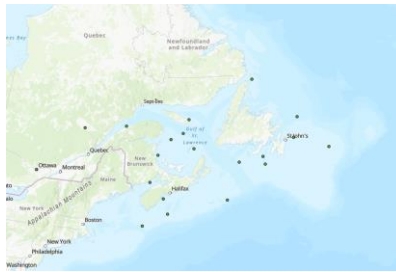 Quebec
Newfoundland
and Labrador
Sept-Îles
Gulf of
St.
Lawrence
St. John's
Quebec
New
Brunswick
Ottawa
Montreal
Maine
Halifax
Appalachian Mountains
New York
Boston
New York
Philadelphia
Washington